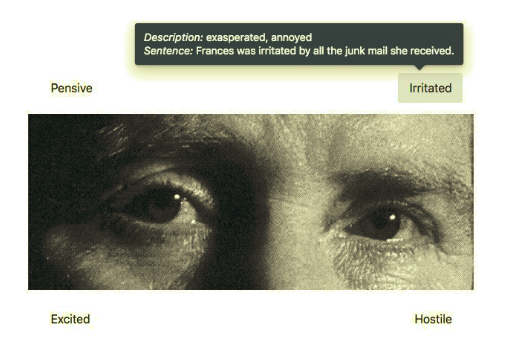 Description: exasperated, annoyed
Sentence: Frances was irritated by all the junk mail she received.
Pensive
Irritated
Excited
Hostile